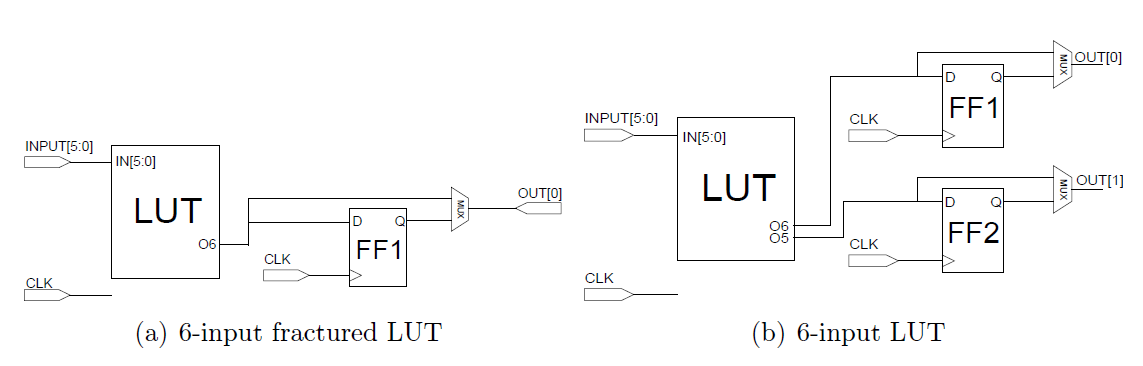 INPUT[5:0]
IN[5:0]
LUT
O6
CLK
CLK
D
Q
FF1
MUX
OUT[0]
(a) 6-input fractured LUT
INPUT[5:0]
IN[5:0]
LUT
O6
O5
CLK
CLK
D
Q
FF1
MUX
OUT[0]
CLK
D
Q
FF2
MUX
OUT[1]
(b) 6-input LUT